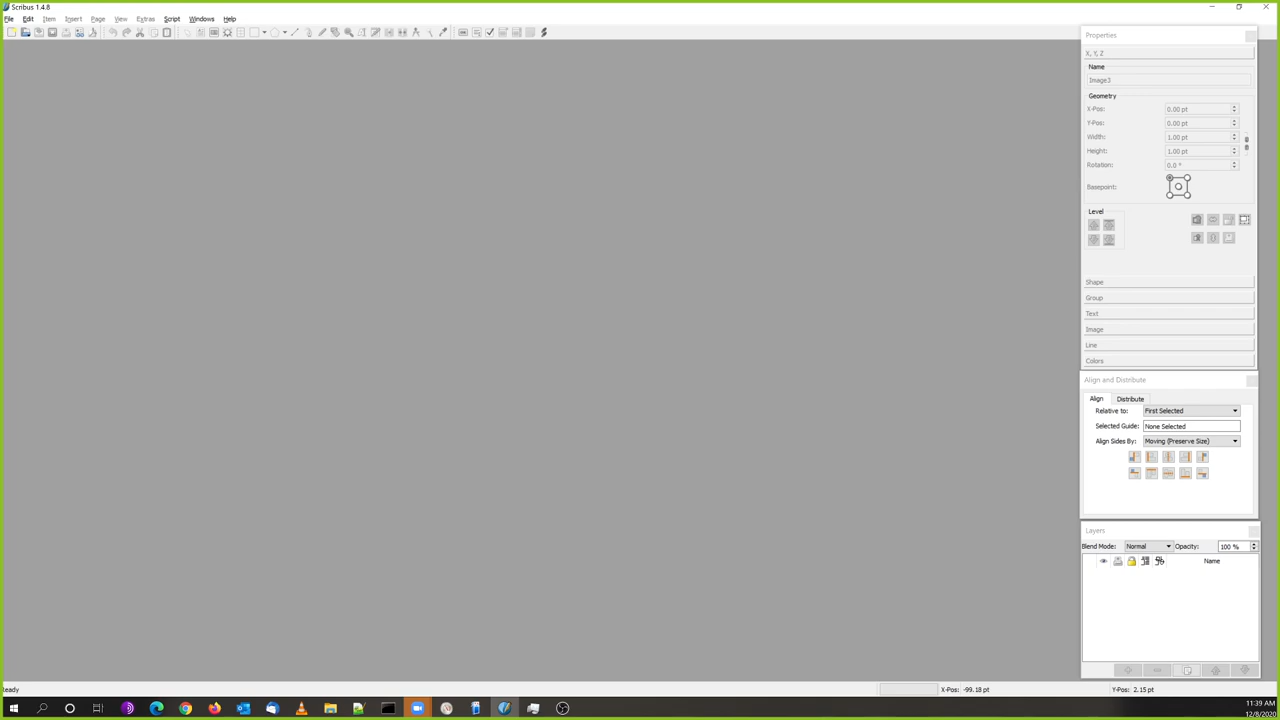 Scribus 1.4.8
File Edit Item Insert Page View Extras Script Windows Help
Properties
X, Y, Z
Name
Image3
Geometry
X-Pos: 0.00 pt
Y-Pos: 0.00 pt
Width: 1.00 pt
Height: 1.00 pt
Rotation: 0.0 °
Basepoint:
Level
Shape
Group
Text
Image
Line
Colors
Align and Distribute
Align Distribute
Relative to: First Selected
Selected Guide: None Selected
Align Sides By: Moving (Preserve Size)
Layers
Blend Mode: Normal Opacity: 100 %
Name
Ready X-Pos: -99.18 pt Y-Pos: 2.15 pt
11:39 AM
12/8/2020